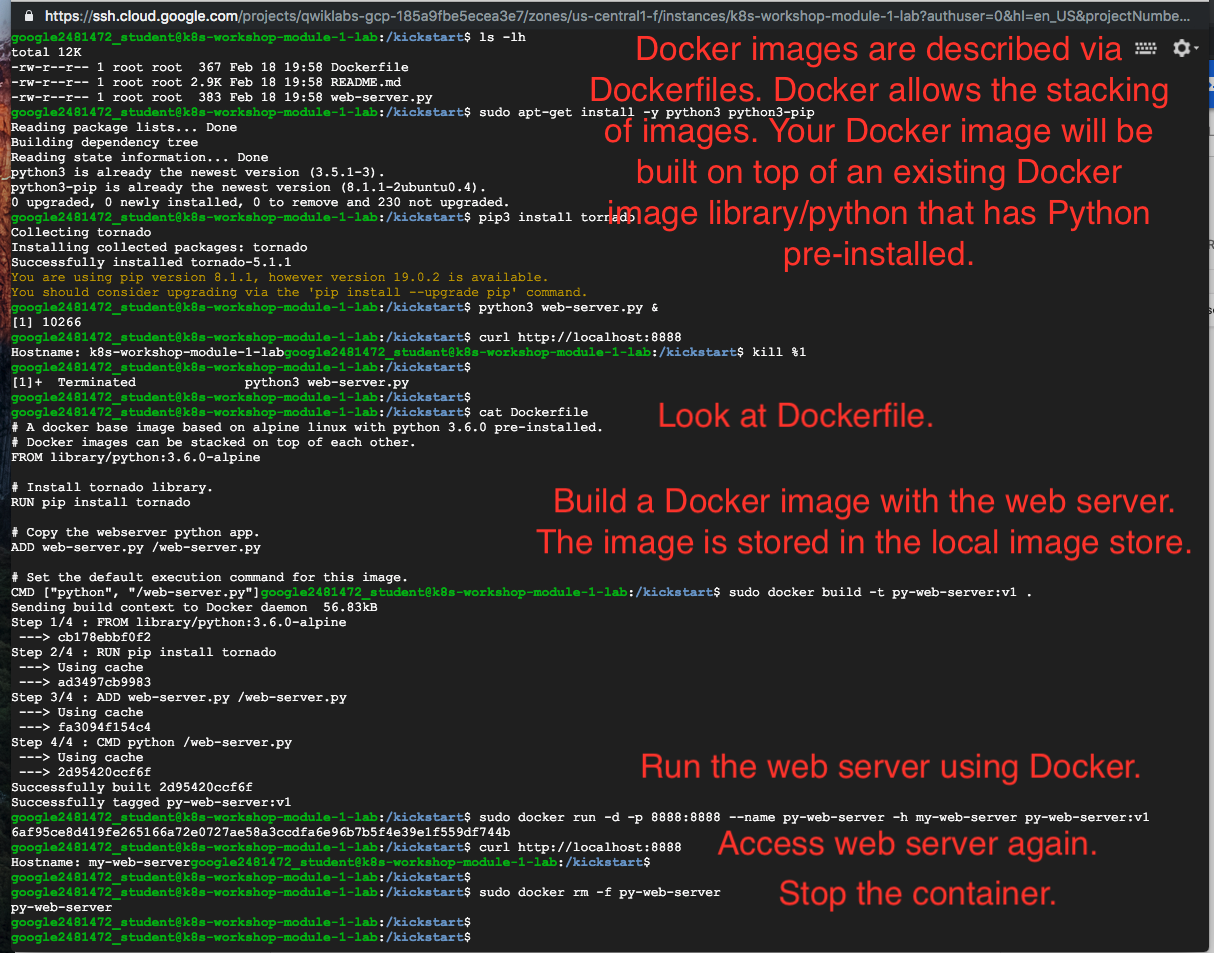 https://ssh.cloud.google.com/projects/qwiklabs-gcp-185a9fbe5ecea3e7/zones/us-central1-f/instances/k8s-workshop-module-1-lab?authuser=0&hl=en_US&projectNumbe...
google2481472_student@k8s-workshop-module-1-lab:/kickstart$ ls -lh
total 12K
-rw-r--r-- 1 root root  367 Feb 18 19:58 Dockerfile
-rw-r--r-- 1 root root 2.9K Feb 18 19:58 README.md
-rw-r--r-- 1 root root  383 Feb 18 19:58 web-server.py
Docker images are described via
Dockerfiles. Docker allows the stacking
of images. Your Docker image will be
built on top of an existing Docker
image library/python that has Python
pre-installed.
google2481472_student@k8s-workshop-module-1-lab:/kickstart$ sudo apt-get install -y python3 python3-pip
Reading package lists... Done
Building dependency tree
Reading state information... Done
python3 is already the newest version (3.5.1-3).
python3-pip is already the newest version (8.1.1-2ubuntu0.4).
0 upgraded, 0 newly installed, 0 to remove and 230 not upgraded.
google2481472_student@k8s-workshop-module-1-lab:/kickstart$ pip3 install tornado
Collecting tornado
Installing collected packages: tornado
Successfully installed tornado-5.1.1
You are using pip version 8.1.1, however version 19.0.2 is available.
You should consider upgrading via the 'pip install --upgrade pip' command.
google2481472_student@k8s-workshop-module-1-lab:/kickstart$ python3 web-server.py &
[1] 10266
google2481472_student@k8s-workshop-module-1-lab:/kickstart$ curl http://localhost:8888
Hostname: k8s-workshop-module-1-labgoogle2481472_student@k8s-workshop-module-1-lab:/kickstart$ kill %1
google2481472_student@k8s-workshop-module-1-lab:/kickstart$
[1]+  Terminated              python3 web-server.py
google2481472_student@k8s-workshop-module-1-lab:/kickstart$
google2481472_student@k8s-workshop-module-1-lab:/kickstart$ cat Dockerfile
Look at Dockerfile.
# A docker base image based on alpine linux with python 3.6.0 pre-installed.
# Docker images can be stacked on top of each other.
FROM library/python:3.6.0-alpine
# Install tornado library.
RUN pip install tornado
Build a Docker image with the web server.
The image is stored in the local image store.
# Copy the webserver python app.
ADD web-server.py /web-server.py
# Set the default execution command for this image.
CMD ["python", "/web-server.py"]google2481472_student@k8s-workshop-module-1-lab:/kickstart$ sudo docker build -t py-web-server:v1 .
Sending build context to Docker daemon  56.83kB
Step 1/4 : FROM library/python:3.6.0-alpine
---> cb178ebbf0f2
Step 2/4 : RUN pip install tornado
---> Using cache
---> ad3497cb9983
Step 3/4 : ADD web-server.py /web-server.py
---> Using cache
---> fa3094f154c4
Step 4/4 : CMD python /web-server.py
---> Using cache
---> 2d95420ccf6f
Successfully built 2d95420ccf6f
Successfully tagged py-web-server:v1
Run the web server using Docker.
google2481472_student@k8s-workshop-module-1-lab:/kickstart$ sudo docker run -d -p 8888:8888 --name py-web-server -h my-web-server py-web-server:v1
6af95ce8d419fe265166a72e0727ae58a3ccdfa6e96b7b5f4e39e1f559df744b
google2481472_student@k8s-workshop-module-1-lab:/kickstart$ curl http://localhost:8888
Access web server again.
Hostname: my-web-servergoogle2481472_student@k8s-workshop-module-1-lab:/kickstart$
google2481472_student@k8s-workshop-module-1-lab:/kickstart$
google2481472_student@k8s-workshop-module-1-lab:/kickstart$ sudo docker rm -f py-web-server
Stop the container.
py-web-server
google2481472_student@k8s-workshop-module-1-lab:/kickstart$
google2481472_student@k8s-workshop-module-1-lab:/kickstart$